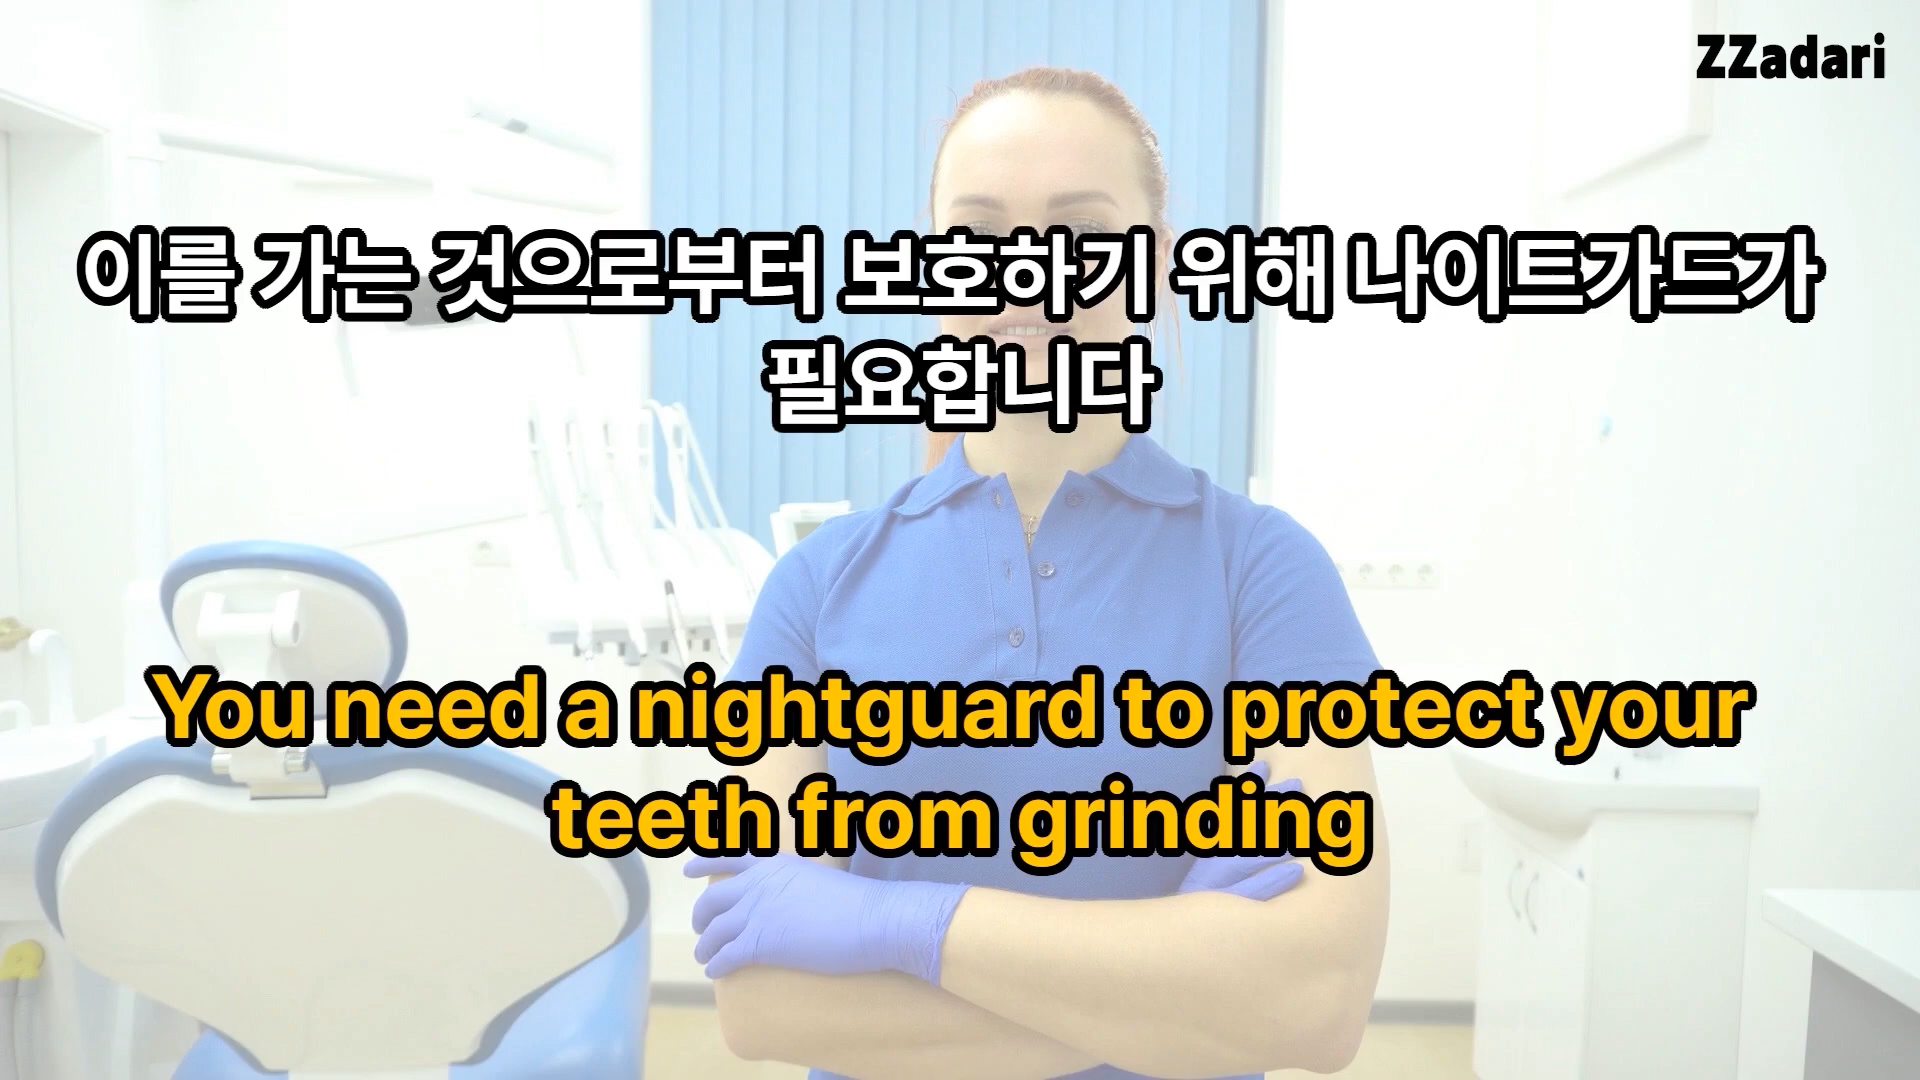 ZZadari
이를 가는 것으로부터 보호하기 위해 나이트가드가
필요합니다
You need a nightguard to protect your
teeth from grinding